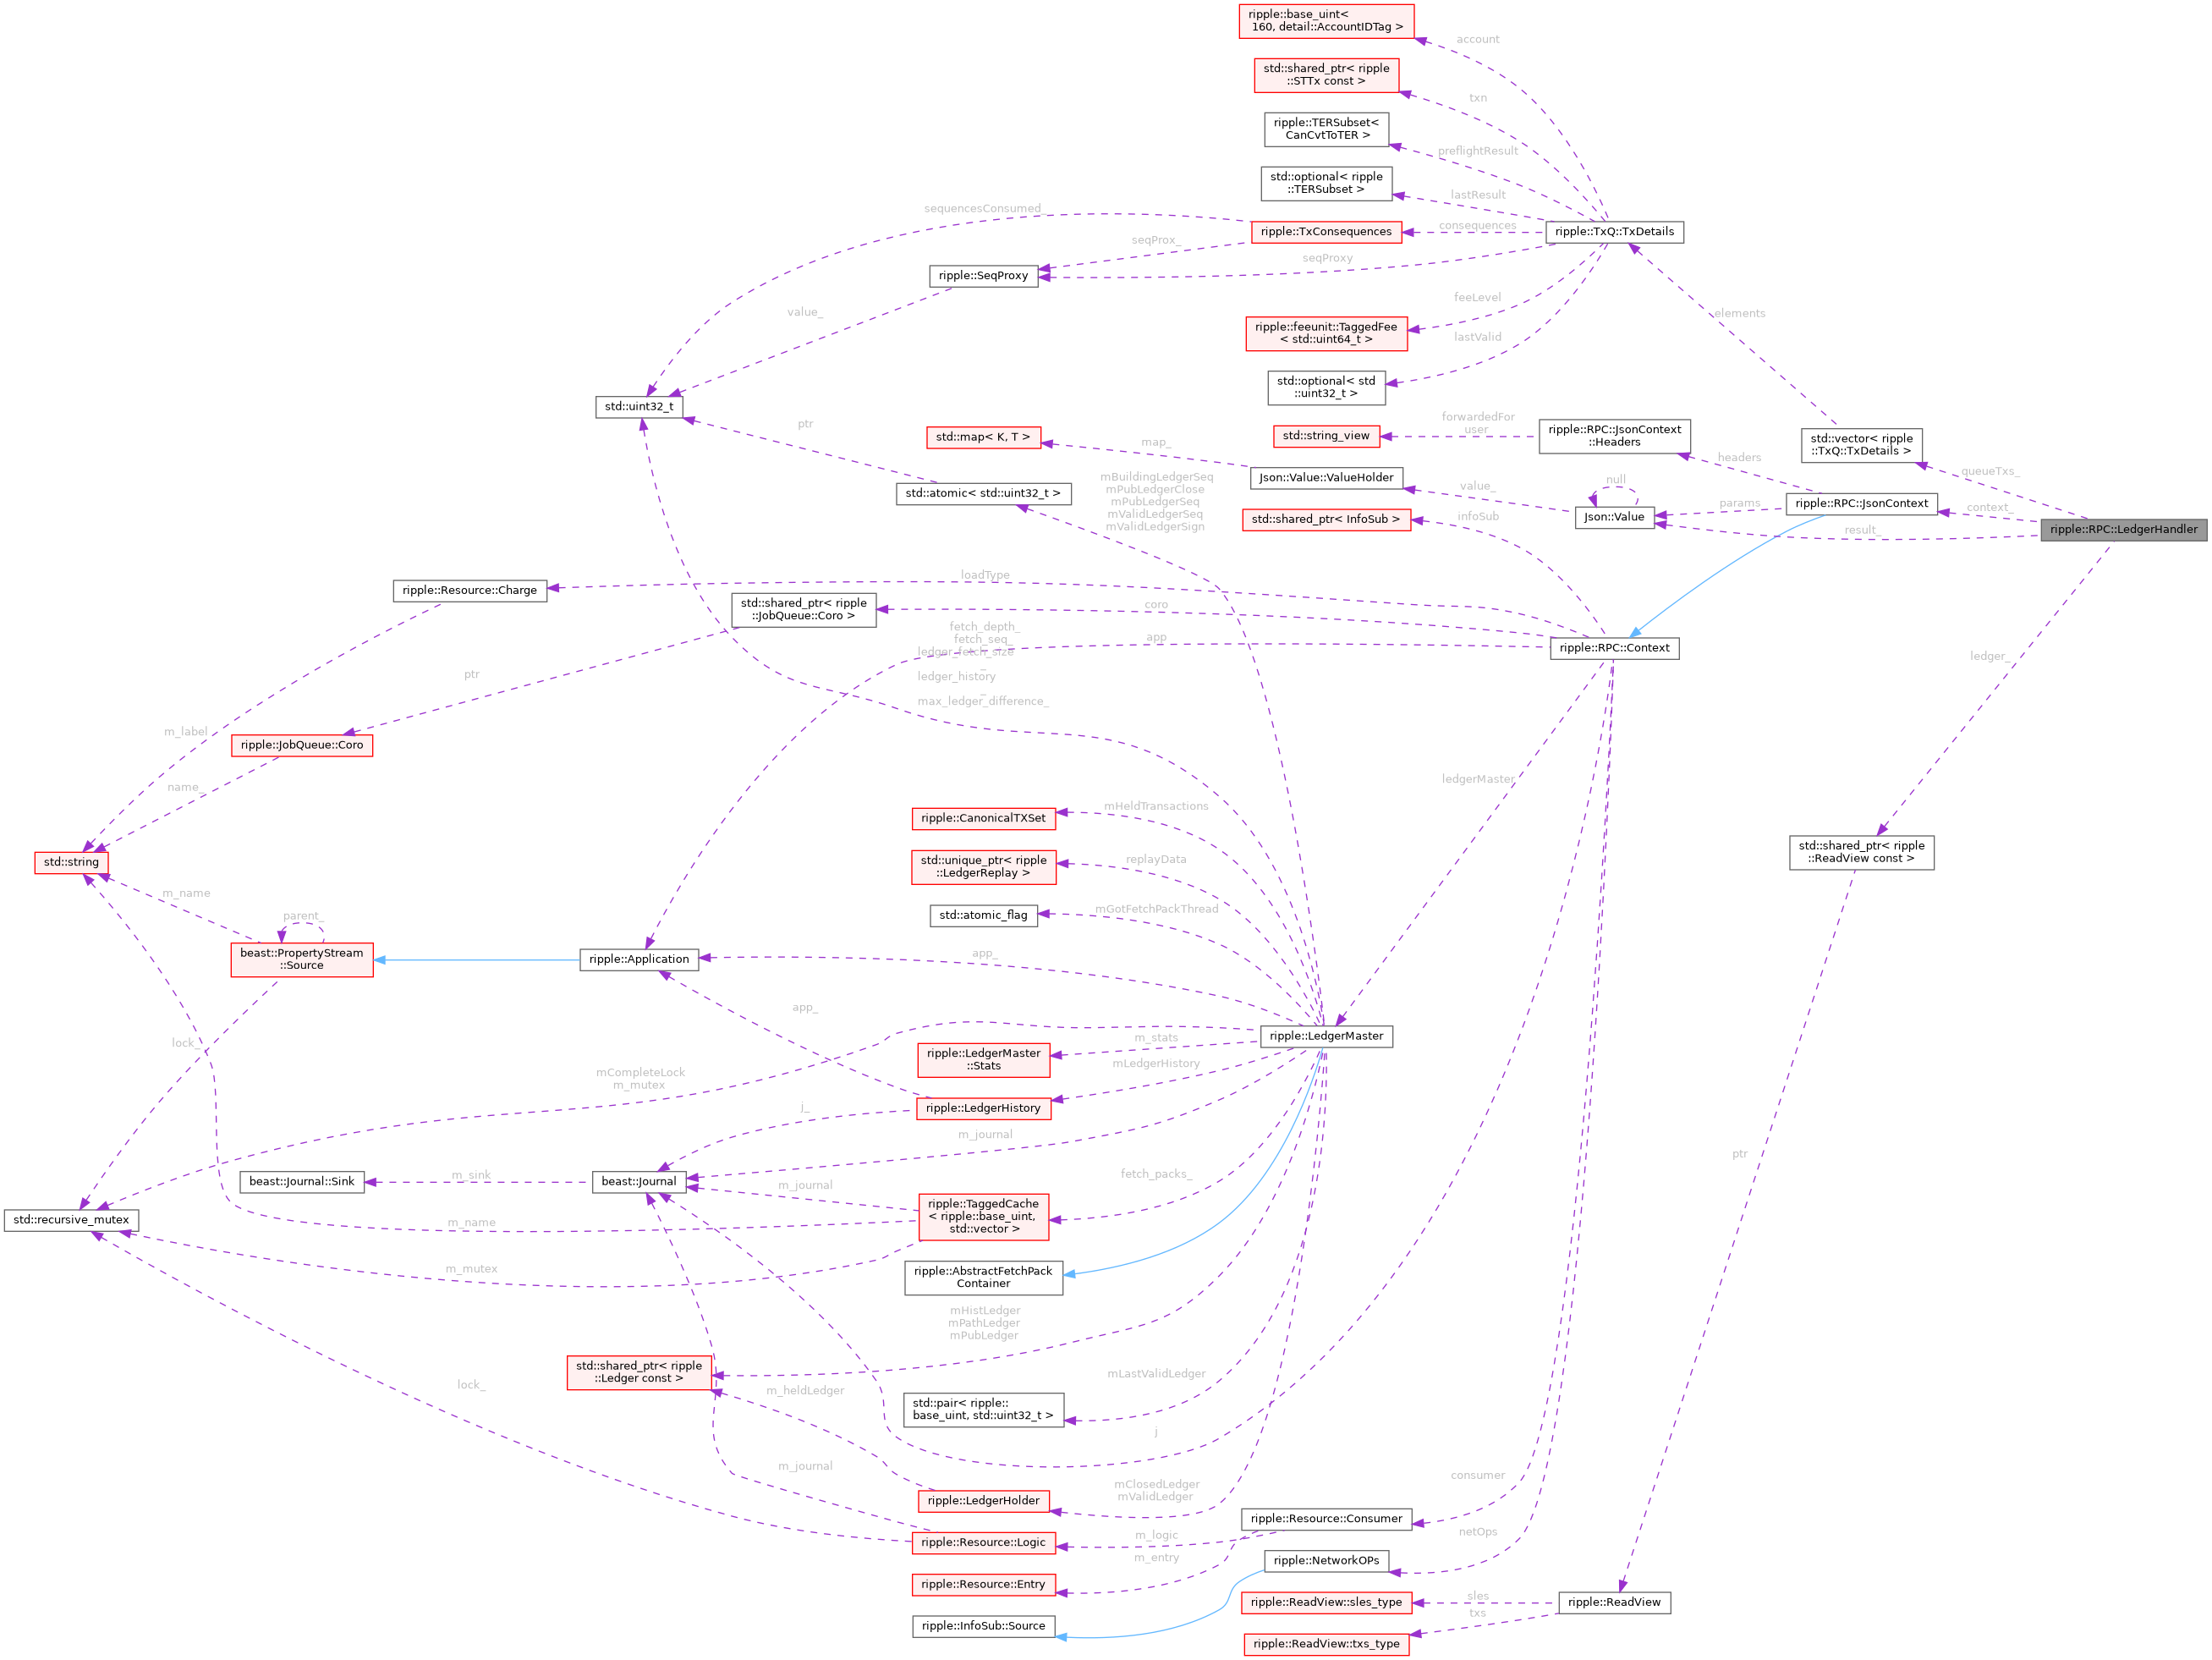 ripple::base_uint<
160, detail::AccountIDTag >
account
std::shared_ptr< ripple
::STTx const >
txn
ripple::TERSubset<
CanCvtToTER >
preflightResult
std::optional< ripple
::TERSubset >
lastResult
sequencesConsumed_
ripple::TxConsequences
consequences
ripple::TxQ::TxDetails
seqProx_
seqProxy
ripple::SeqProxy
value_
feeLevel
elements
ripple::feeunit::TaggedFee
< std::uint64_t >
lastValid
std::optional< std
::uint32_t >
std::uint32_t
ptr
forwardedFor
user
std::map< K, T >
map_
std::string_view
ripple::RPC::JsonContext
::Headers
std::vector< ripple
::TxQ::TxDetails >
headers
queueTxs_
Json::Value::ValueHolder
null
mBuildingLedgerSeq
mPubLedgerClose
mPubLedgerSeq
mValidLedgerSeq
mValidLedgerSign
std::atomic< std::uint32_t >
value_
params
ripple::RPC::JsonContext
context_
std::shared_ptr< InfoSub >
infoSub
Json::Value
result_
ripple::RPC::LedgerHandler
loadType
ripple::Resource::Charge
std::shared_ptr< ripple
::JobQueue::Coro >
coro
fetch_depth_
fetch_seq_
ledger_fetch_size
_
ledger_history
_
max_ledger_difference_
app
ripple::RPC::Context
ledger_
ptr
m_label
ripple::JobQueue::Coro
name_
ledgerMaster
ripple::CanonicalTXSet
mHeldTransactions
std::string
std::unique_ptr< ripple
::LedgerReplay >
replayData
std::shared_ptr< ripple
::ReadView const >
m_name
parent_
std::atomic_flag
mGotFetchPackThread
beast::PropertyStream
::Source
ripple::Application
app_
app_
lock_
ripple::LedgerMaster
m_stats
ripple::LedgerMaster
::Stats
mLedgerHistory
mCompleteLock
m_mutex
ripple::LedgerHistory
j_
m_journal
ptr
beast::Journal::Sink
m_sink
beast::Journal
m_journal
fetch_packs_
ripple::TaggedCache
< ripple::base_uint,
std::vector >
std::recursive_mutex
m_name
m_mutex
ripple::AbstractFetchPack
Container
mHistLedger
mPathLedger
mPubLedger
std::shared_ptr< ripple
::Ledger const >
lock_
m_heldLedger
mLastValidLedger
std::pair< ripple::
base_uint, std::uint32_t >
j
m_journal
mClosedLedger
mValidLedger
consumer
ripple::LedgerHolder
ripple::Resource::Consumer
m_logic
netOps
ripple::Resource::Logic
m_entry
ripple::NetworkOPs
ripple::Resource::Entry
ripple::ReadView::sles_type
sles
ripple::ReadView
txs
ripple::InfoSub::Source
ripple::ReadView::txs_type